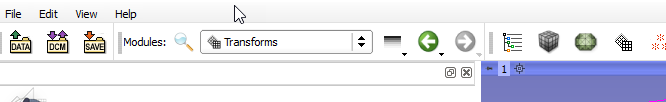 File Edit View Help
DATA DCM SAVE Modules: Transforms
1